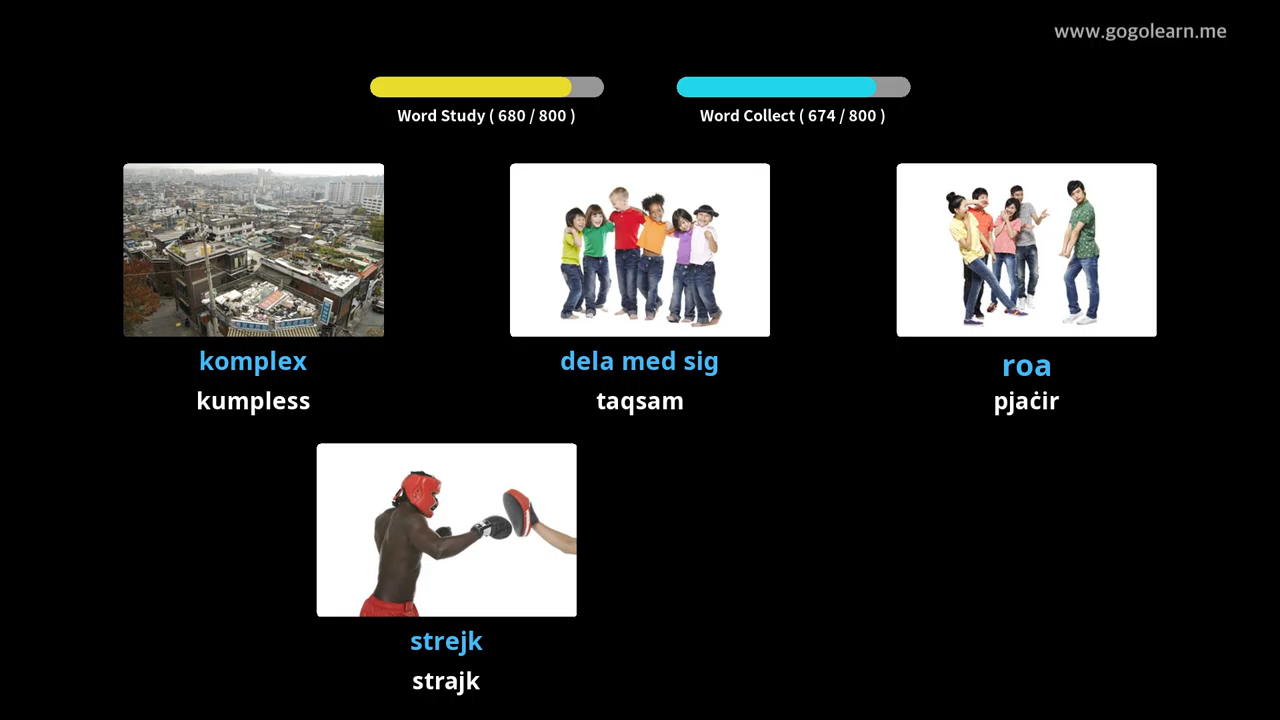 www.gogolearn.me
Word Study ( 680 / 800 )
Word Collect ( 674 / 800 )
komplex
kumpless
dela med sig
taqsam
roa
pjaċir
strejk
strajk